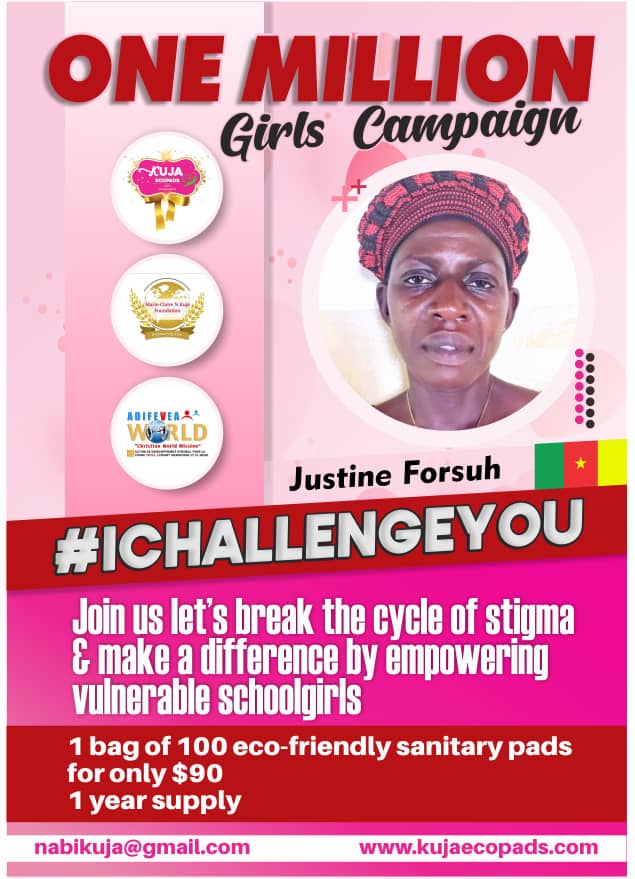 ONE MILLION
Girls Campaign
KUJA
ECOPADS
Marie-Claire N.Kuja
Foundation
ADIFEVEA
WORLD
"Christian World Mission"
Justine Forsuh
#ICHALLENGEYOU
Join us let's break the cycle of stigma
& make a difference by empowering
vulnerable schoolgirls
1 bag of 100 eco-friendly sanitary pads
for only $90
1 year supply
nabikuja@gmail.com
www.kujaecopads.com